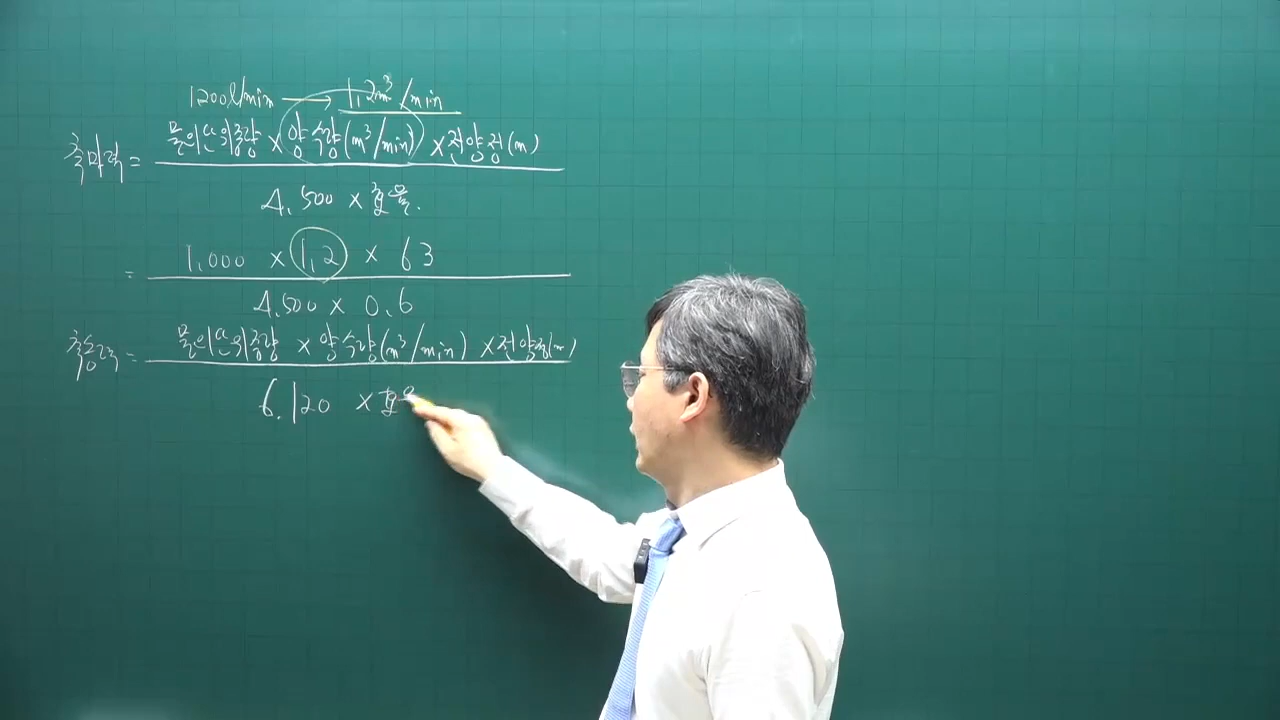 1200ℓ/min → 1.2m³/min
축마력 = 물의단위중량 × 양수량(m³/min) × 전양정(m)
4,500 × 효율.
= 1,000 × 1.2 × 63
4,500 × 0.6
축동력 = 물의단위중량 × 양수량(m³/min) × 전양정(m)
6,120 × 효율